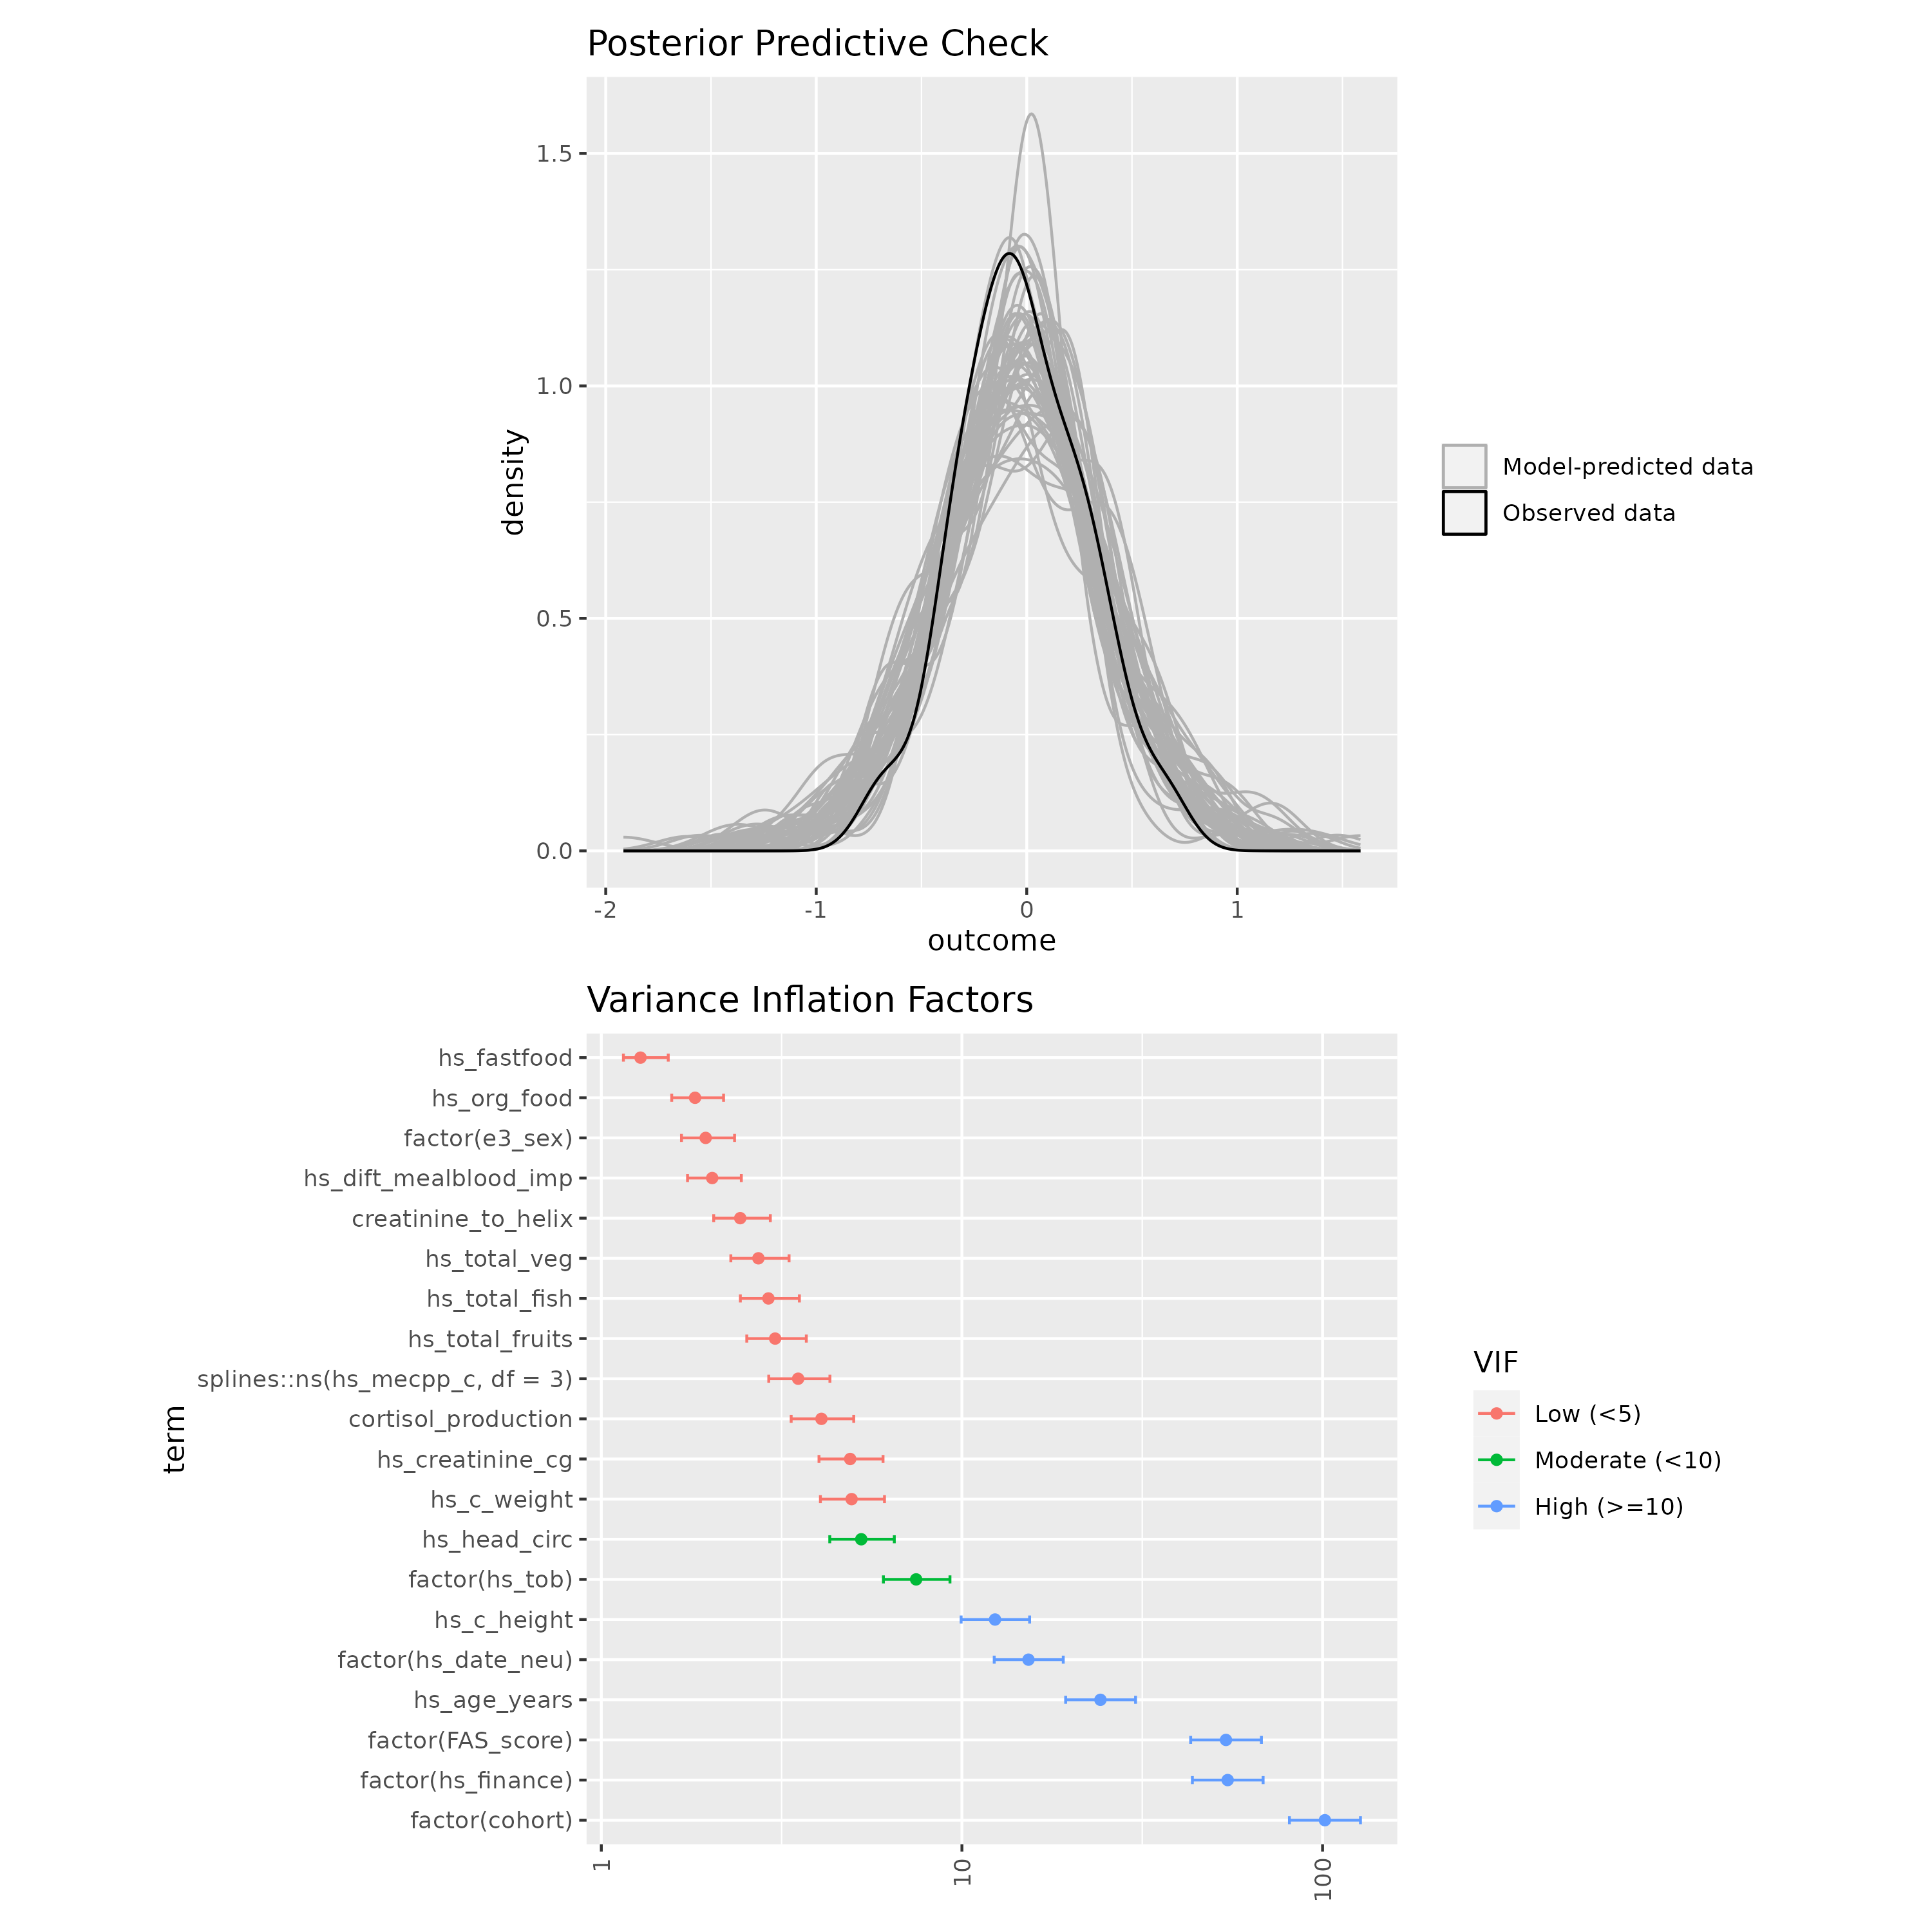 Posterior Predictive Check
density
1.5
1.0
0.5
0.0
-2
-1
0
1
outcome
Model-predicted data
Observed data
Variance Inflation Factors
term
hs_fastfood
hs_org_food
factor(e3_sex)
hs_dift_mealblood_imp
creatinine_to_helix
hs_total_veg
hs_total_fish
hs_total_fruits
splines::ns(hs_mecpp_c, df = 3)
cortisol_production
hs_creatinine_cg
hs_c_weight
hs_head_circ
factor(hs_tob)
hs_c_height
factor(hs_date_neu)
hs_age_years
factor(FAS_score)
factor(hs_finance)
factor(cohort)
1
10
100
VIF
Low (<5)
Moderate (<10)
High (>=10)